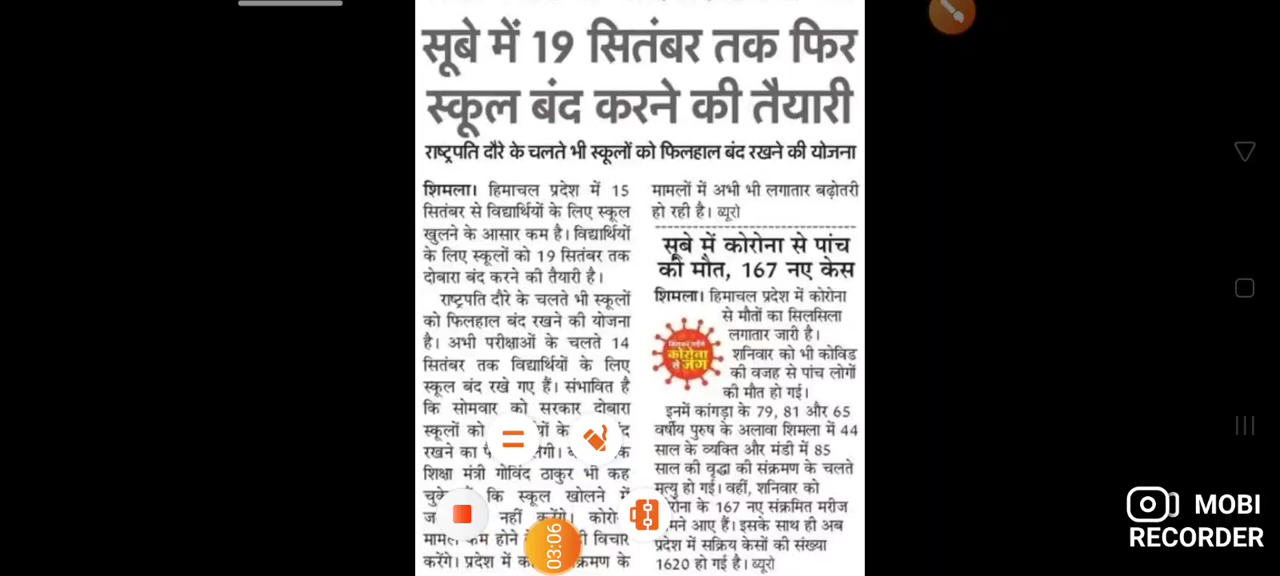 सूबे में 19 सितंबर तक फिर
स्कूल बंद करने की तैयारी
राष्ट्रपति दौरे के चलते भी स्कूलों को फिलहाल बंद रखने की योजना
शिमला। हिमाचल प्रदेश में 15
सितंबर से विद्यार्थियों के लिए स्कूल
खुलने के आसार कम है। विद्यार्थियों
के लिए स्कूलों को 19 सितंबर तक
दोबारा बंद करने की तैयारी है।
राष्ट्रपति दौरे के चलते भी स्कूलों
को फिलहाल बंद रखने की योजना
है। अभी परीक्षाओं के चलते 14
सितंबर तक विद्यार्थियों के लिए
स्कूल बंद रखे गए हैं। संभावित है
कि सोमवार को सरकार दोबारा
स्कूलों को के
रखने का
शिक्षा मंत्री गोविंद ठाकुर भी कह
कि स्कूल खोलने में
नहीं करेंगे।
कम होने विचार
करेंगे। प्रदेश में के
मामलों में अभी भी लगातार बढ़ोतरी
हो रही है। ब्यूरो
सूबे में कोरोना से पांच
की मौत, 167 नए केस
शिमला। हिमाचल प्रदेश में कोरोना
से मौतों का सिलसिला
लगातार जारी है।
शनिवार को भी कोविड
की वजह से पांच लोगों
की मौत हो गई।
कोरोना
से जंग
इनमें कांगड़ा के 79, 81 और 65
वर्षीय पुरुष के अलावा शिमला में 44
साल के व्यक्ति और मंडी में 85
साल की वृद्धा की संक्रमण के चलते
मृत्यु हो गई। वहीं, शनिवार को
के 167 नए संक्रमित मरीज
आए हैं। इसके साथ ही अब
प्रदेश में सक्रिय केसों की संख्या
1620 हो गई है। ब्यूरो
03:06
MOBI
RECORDER